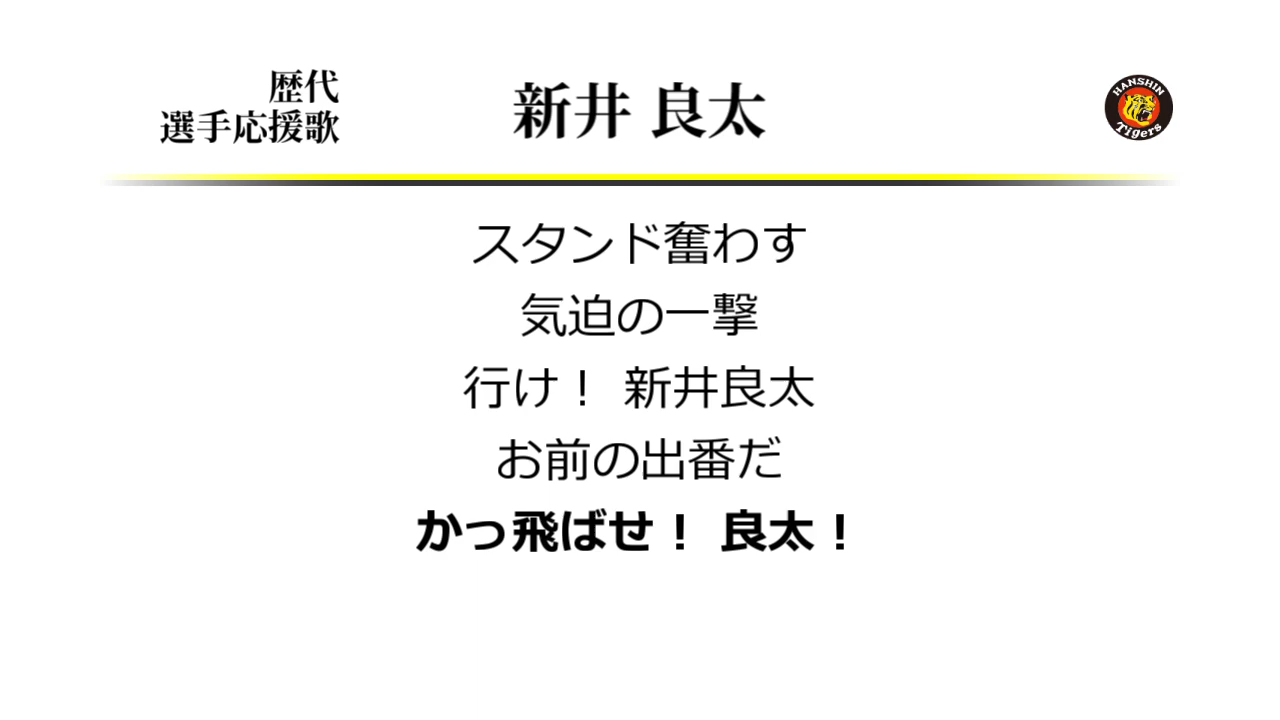 歴代
選手応援歌
新井 良太
HANSHIN
Tigers
スタンド奮わす
気迫の一撃
行け！ 新井良太
お前の出番だ
かっ飛ばせ！ 良太！